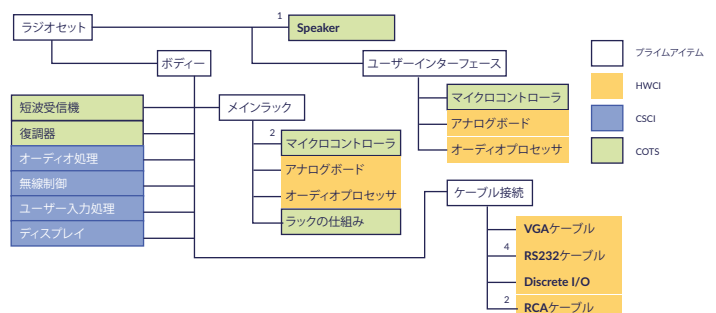 ラジオセット
1
Speaker
ボディー
ユーザーインターフェース
プライムアイテム
HWCI
CSCI
COTS
マイクロコントローラ
アナログボード
オーディオプロセッサ
短波受信機
復調器
オーディオ処理
無線制御
ユーザー入力処理
ディスプレイ
メインラック
2
マイクロコントローラ
アナログボード
オーディオプロセッサ
ラックの仕組み
ケーブル接続
VGAケーブル
4
RS232ケーブル
Discrete I/O
2
RCAケーブル